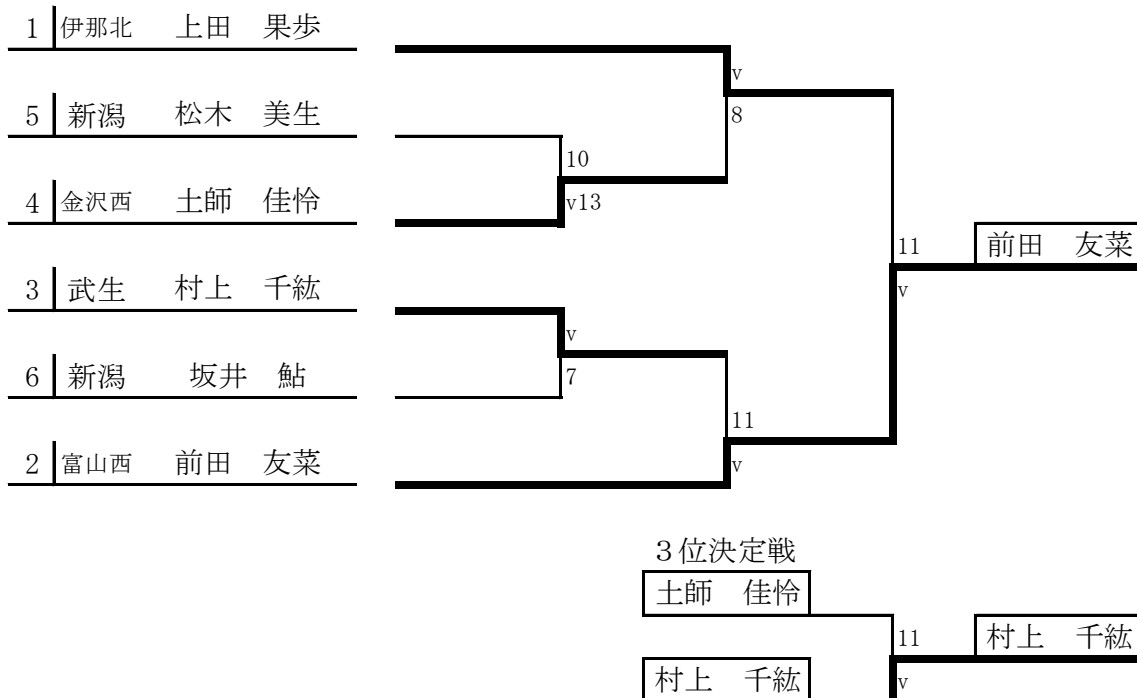 1 伊那北 上田 果歩
v
5 新潟 松木 美生
8
10
4 金沢西 土師 佳怜
v13
11 前田 友菜
3 武生 村上 千紘
v
v
6 新潟 坂井 鮎
7
11
2 富山西 前田 友菜
v
３位決定戦
土師 佳怜
11 村上 千紘
村上 千紘
v